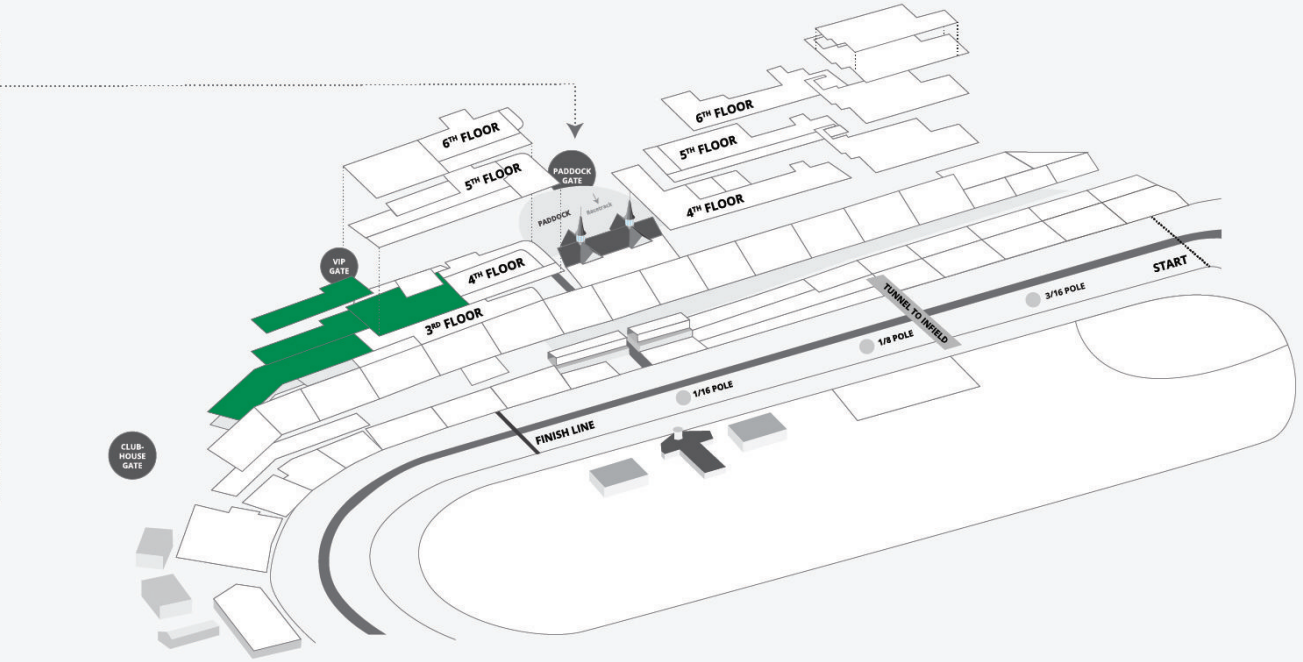 6TH FLOOR
5TH FLOOR
PADDOCK
GATE
PADDOCK
Racetrack
6TH FLOOR
5TH FLOOR
4TH FLOOR
VIP
GATE
4TH FLOOR
3RD FLOOR
START
3/16 POLE
TUNNEL TO INFIELD
1/8 POLE
1/16 POLE
FINISH LINE
CLUB-
HOUSE
GATE